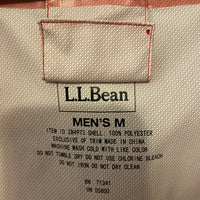 L.L.Bean
MEN'S M
ITEM ID 284973 SHELL: 100% POLYESTER
EXCLUSIVE OF TRIM MADE IN CHINA
MACHINE WASH COLD WITH LIKE COLOR
DO NOT TUMBLE DRY DO NOT USE CHLORINE BLEACH
DO NOT IRON DO NOT DRY CLEAN
RN 71341
VN 05800